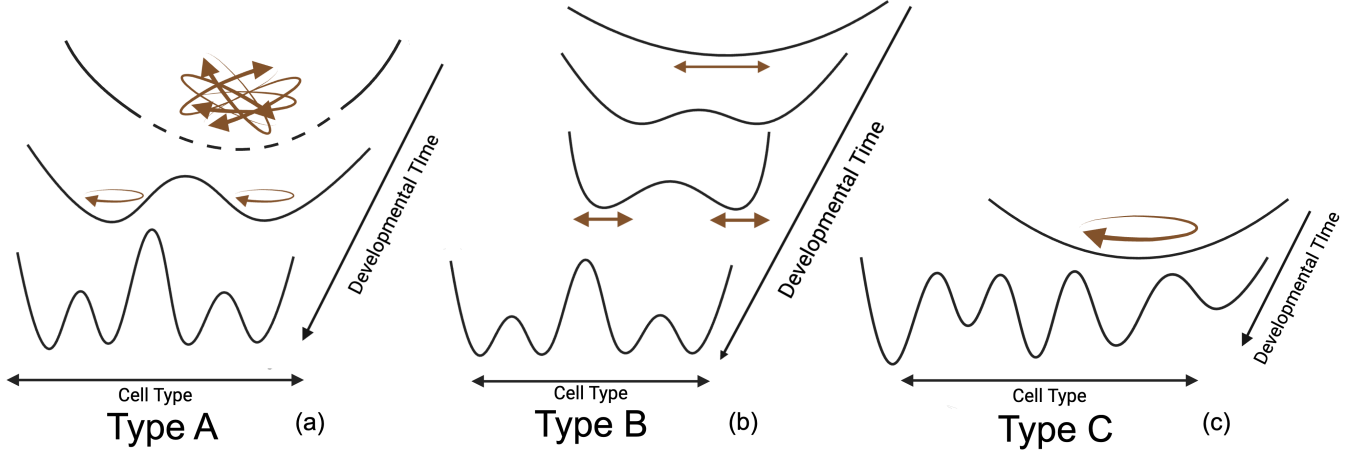 Developmental TIme
Cell Type
Type A
(a)
Developmental Time
Cell Type
Type B
(b)
Developmental TIme
Cell Type
Type C
(c)